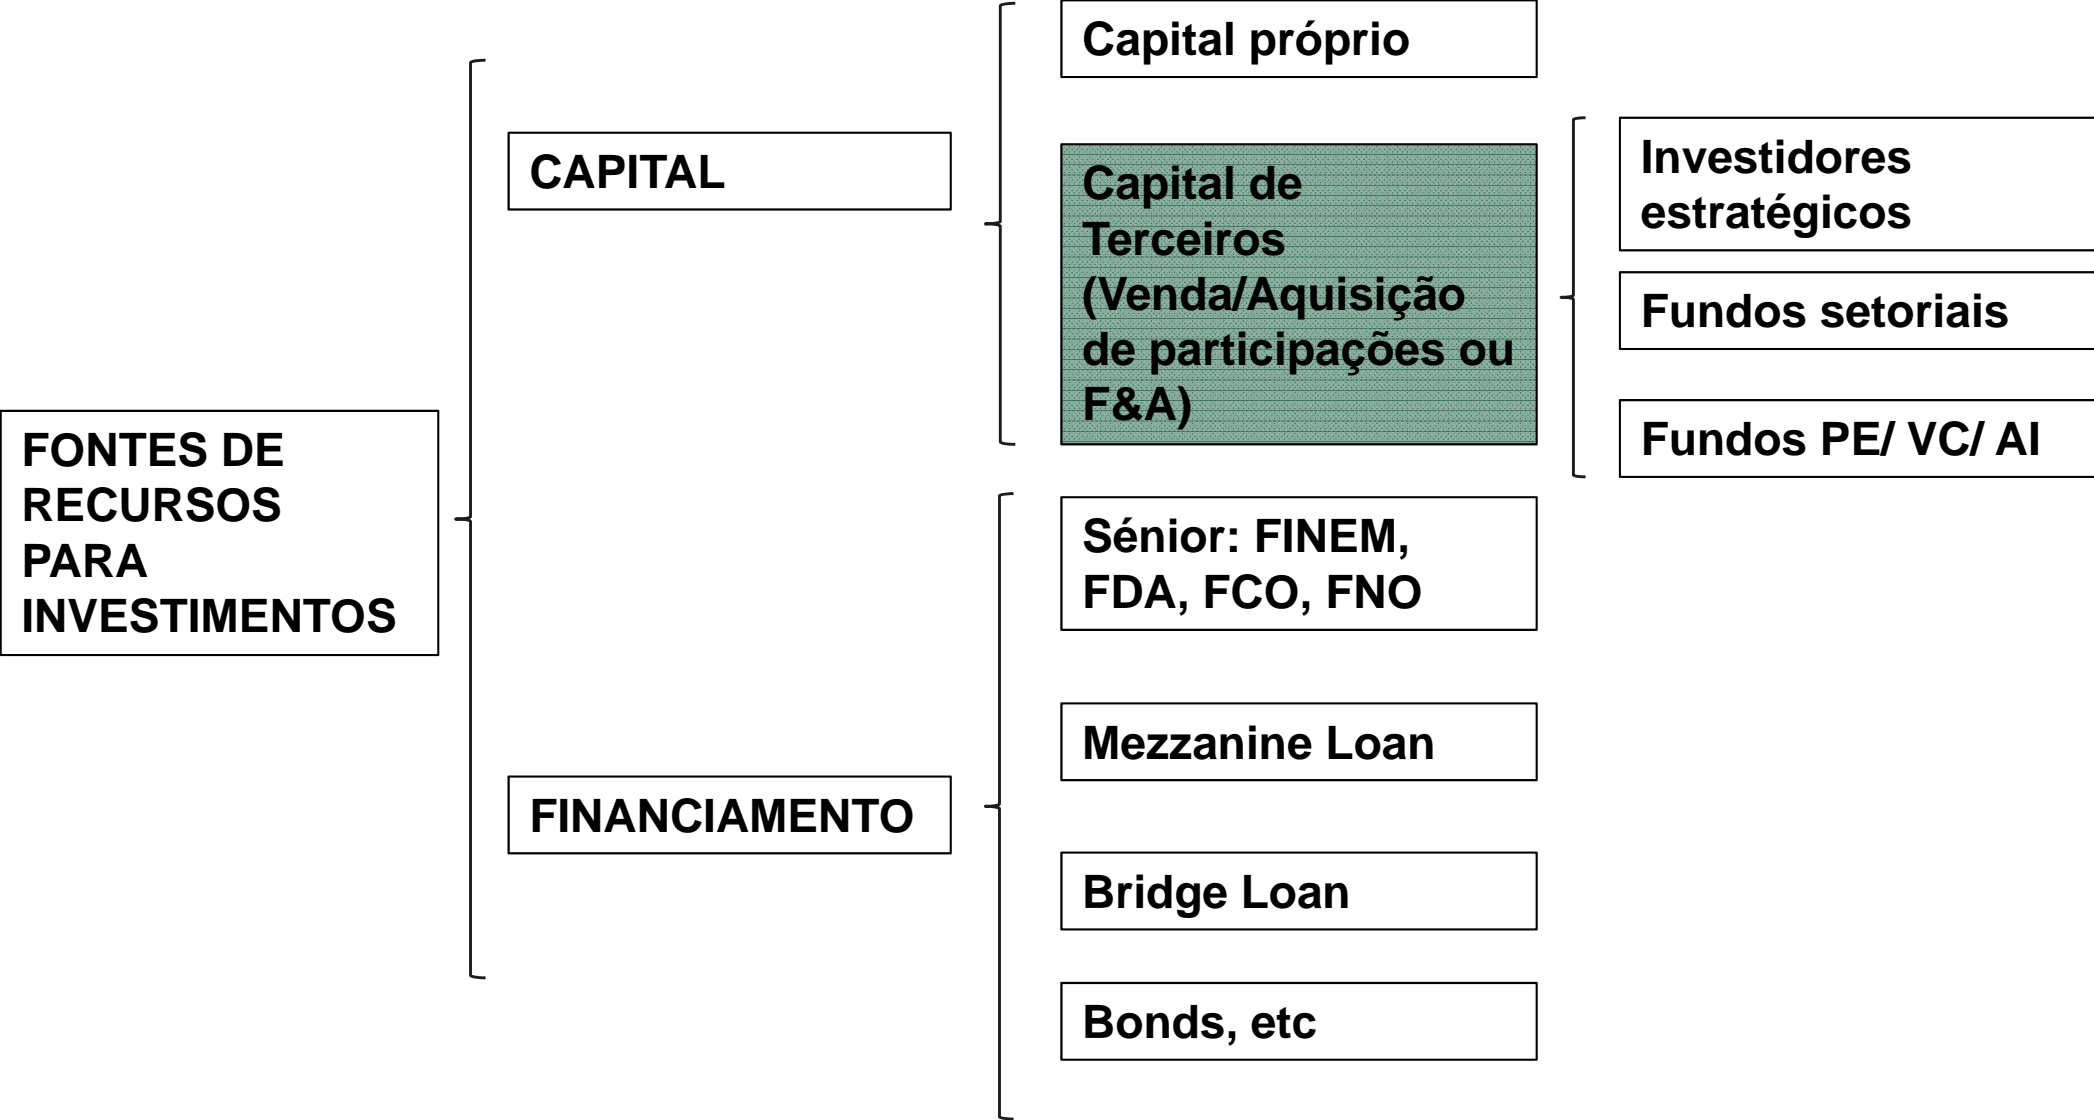 FONTES DE
RECURSOS
PARA
INVESTIMENTOS
CAPITAL
Capital próprio
Capital de
Terceiros
(Venda/Aquisição
de participações ou
F&A)
Investidores
estratégicos
Fundos setoriais
Fundos PE/ VC/ AI
FINANCIAMENTO
Sénior: FINEM,
FDA, FCO, FNO
Mezzanine Loan
Bridge Loan
Bonds, etc